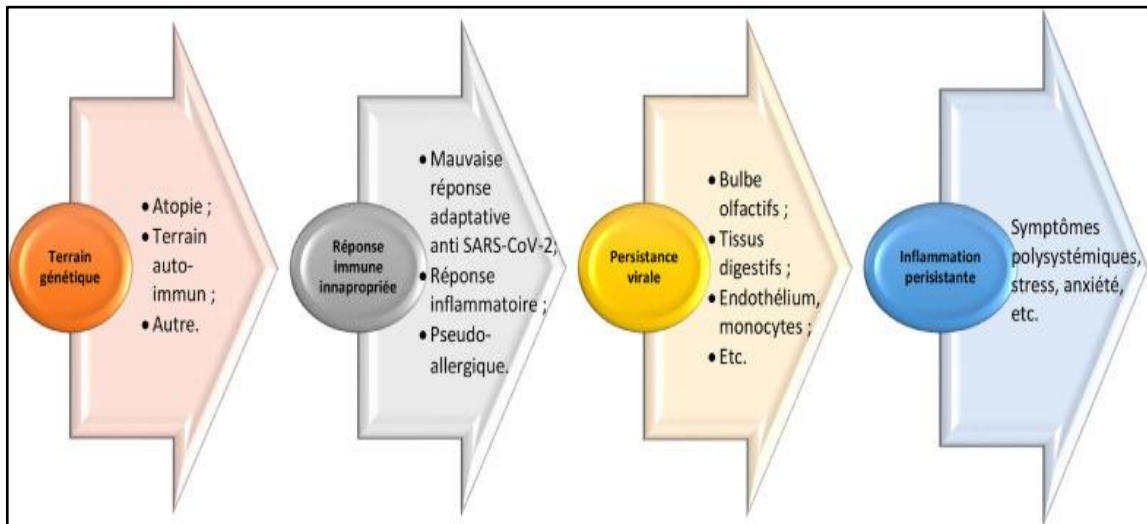 Terrain
génétique
• Atopie ;
• Terrain
auto-
immun ;
• Autre.
Réponse
immune
innapropriée
• Mauvaise
réponse
adaptative
anti SARS-CoV-2;
• Réponse
inflammatoire ;
• Pseudo-
allergique.
Persistance
virale
• Bulbe
olfactifs ;
• Tissus
digestifs ;
• Endothélium,
monocytes ;
• Etc.
Inflammation
perisistante
Symptômes
polysystémiques,
stress, anxiété,
etc.